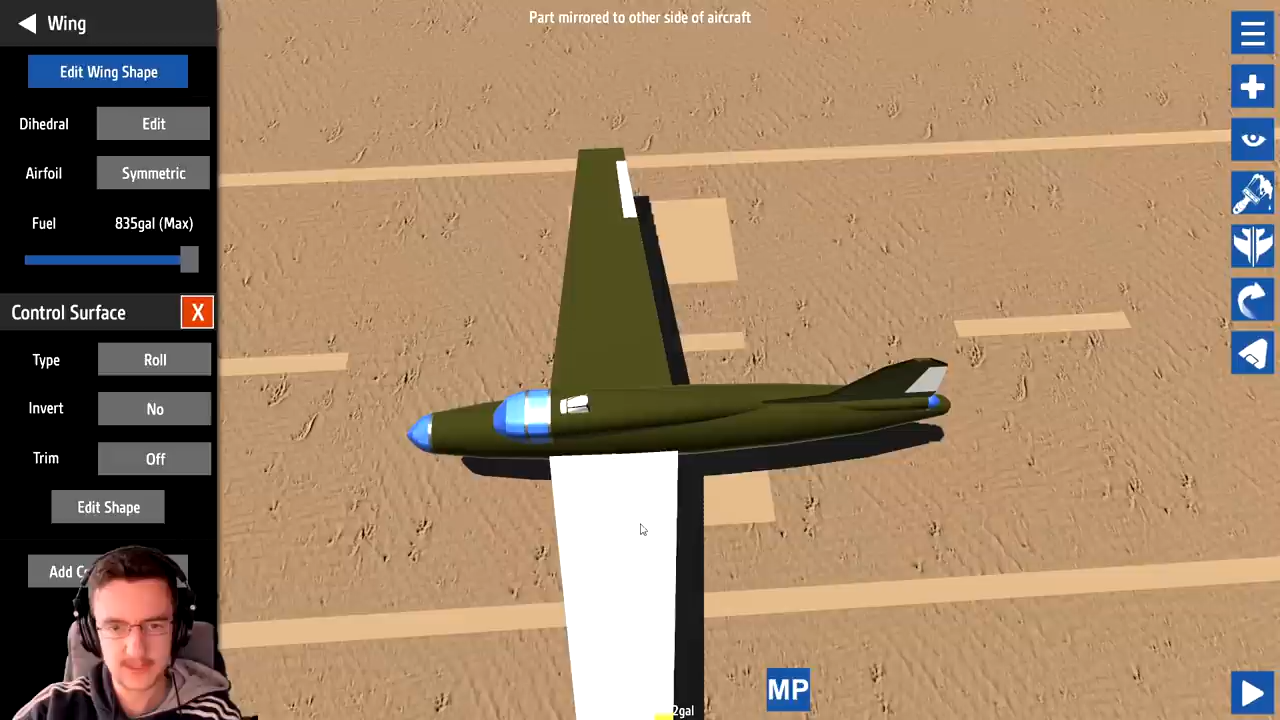 Part mirrored to other side of aircraft
Wing
Edit Wing Shape
Dihedral Edit
Airfoil Symmetric
Fuel 835gal (Max)
Control Surface X
Type Roll
Invert No
Trim Off
Edit Shape
Add
MP
2gal